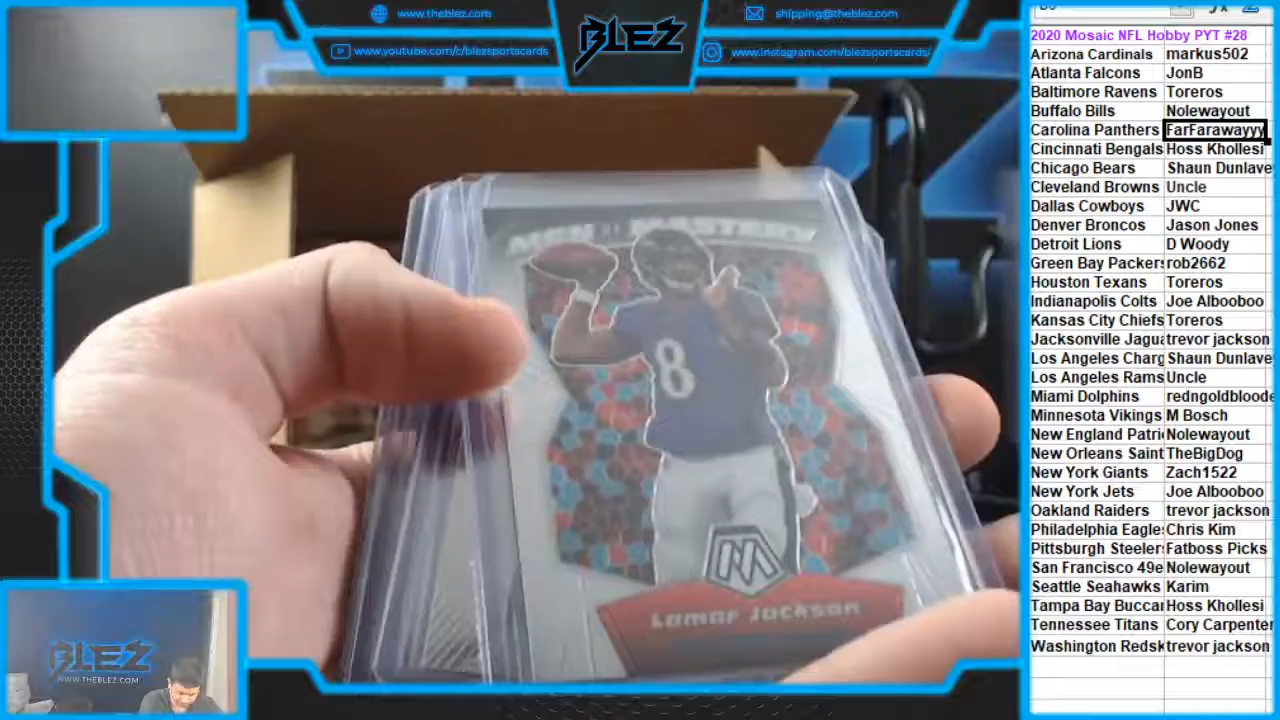 www.theblez.com
shipping@theblez.com
BLEZ
www.youtube.com/c/blezsportscards
www.instagram.com/blezsportscards/
2020 Mosaic NFL Hobby PYT #28
Arizona Cardinals markus502
Atlanta Falcons JonB
Baltimore Ravens Toreros
Buffalo Bills Nolewayout
Carolina Panthers FarFarawayyy
Cincinnati Bengals Hoss Khollesi
Chicago Bears Shaun Dunlave
Cleveland Browns Uncle
Dallas Cowboys JWC
Denver Broncos Jason Jones
Detroit Lions D Woody
Green Bay Packers rob2662
Houston Texans Toreros
Indianapolis Colts Joe Albooboo
Kansas City Chiefs Toreros
Jacksonville Jagua trevor jackson
Los Angeles Charg Shaun Dunlave
Los Angeles Rams Uncle
Miami Dolphins redngoldbloode
Minnesota Vikings M Bosch
New England Patri Nolewayout
New Orleans Saint TheBigDog
New York Giants Zach1522
New York Jets Joe Albooboo
Oakland Raiders trevor jackson
Philadelphia Eagle Chris Kim
Pittsburgh Steeler Fatboss Picks
San Francisco 49e Nolewayout
Seattle Seahawks Karim
Tampa Bay Buccar Hoss Khollesi
Tennessee Titans Cory Carpenter
Washington Redsk trevor jackson
MEN OF MASTERY
8
M
Lamar Jackson
BLEZ
WWW.THEBLEZ.COM